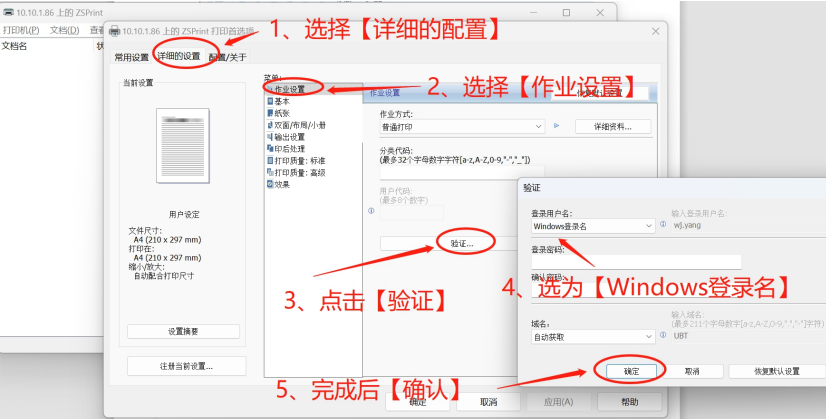 10.10.1.86 上的 ZSPrint
打印机(P) 文档(D) 查看
文档名
10.10.1.86 上的 ZSPrint 打印首选项
1、选择【详细的配置】
常用设置 详细的设置 配置/关于
当前设置
用户设定
文件尺寸:
A4 (210 x 297 mm)
打印在:
A4 (210 x 297 mm)
缩小/放大:
自动配合打印尺寸
设置摘要
注册当前设置...
菜单:
作业设置
基本
纸张
双面/布局/小册
输出设置
印后处理
打印质量: 标准
打印质量: 高级
效果
2、选择【作业设置】
作业设置
恢复默认设置
作业方式:
普通打印
详细资料...
分类代码:
(最多32个字母数字字符[a-z,A-Z,0-9,"-","_"])
用户代码:
(最多8个数字)
验证...
3、点击【验证】
验证
登录用户名:
Windows登录名
输入登录用户名:
wj.yang
登录密码:
确认密码:
4、选为【Windows登录名】
域名:
自动获取
输入域名:
(最多211个字母数字[a-z,A-Z,0-9,".","-"]字符)
UBT
确定 取消 恢复默认设置
5、完成后【确认】
确定 取消 应用(A) 帮助